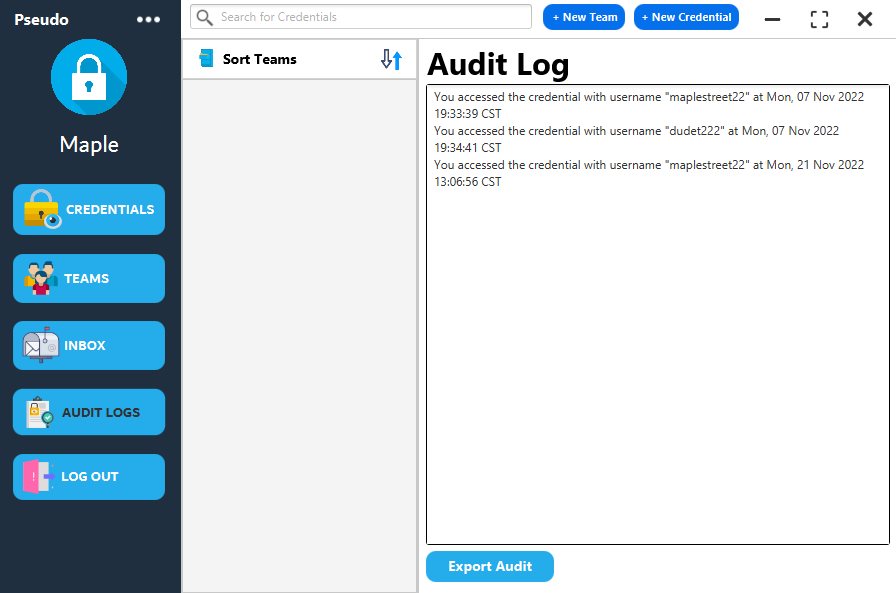 Pseudo
Search for Credentials
+ New Team
+ New Credential
Maple
CREDENTIALS
TEAMS
INBOX
AUDIT LOGS
LOG OUT
Sort Teams
Audit Log
You accessed the credential with username "maplestreet22" at Mon, 07 Nov 2022
19:33:39 CST
You accessed the credential with username "dudet222" at Mon, 07 Nov 2022
19:34:41 CST
You accessed the credential with username "maplestreet22" at Mon, 21 Nov 2022
13:06:56 CST
Export Audit